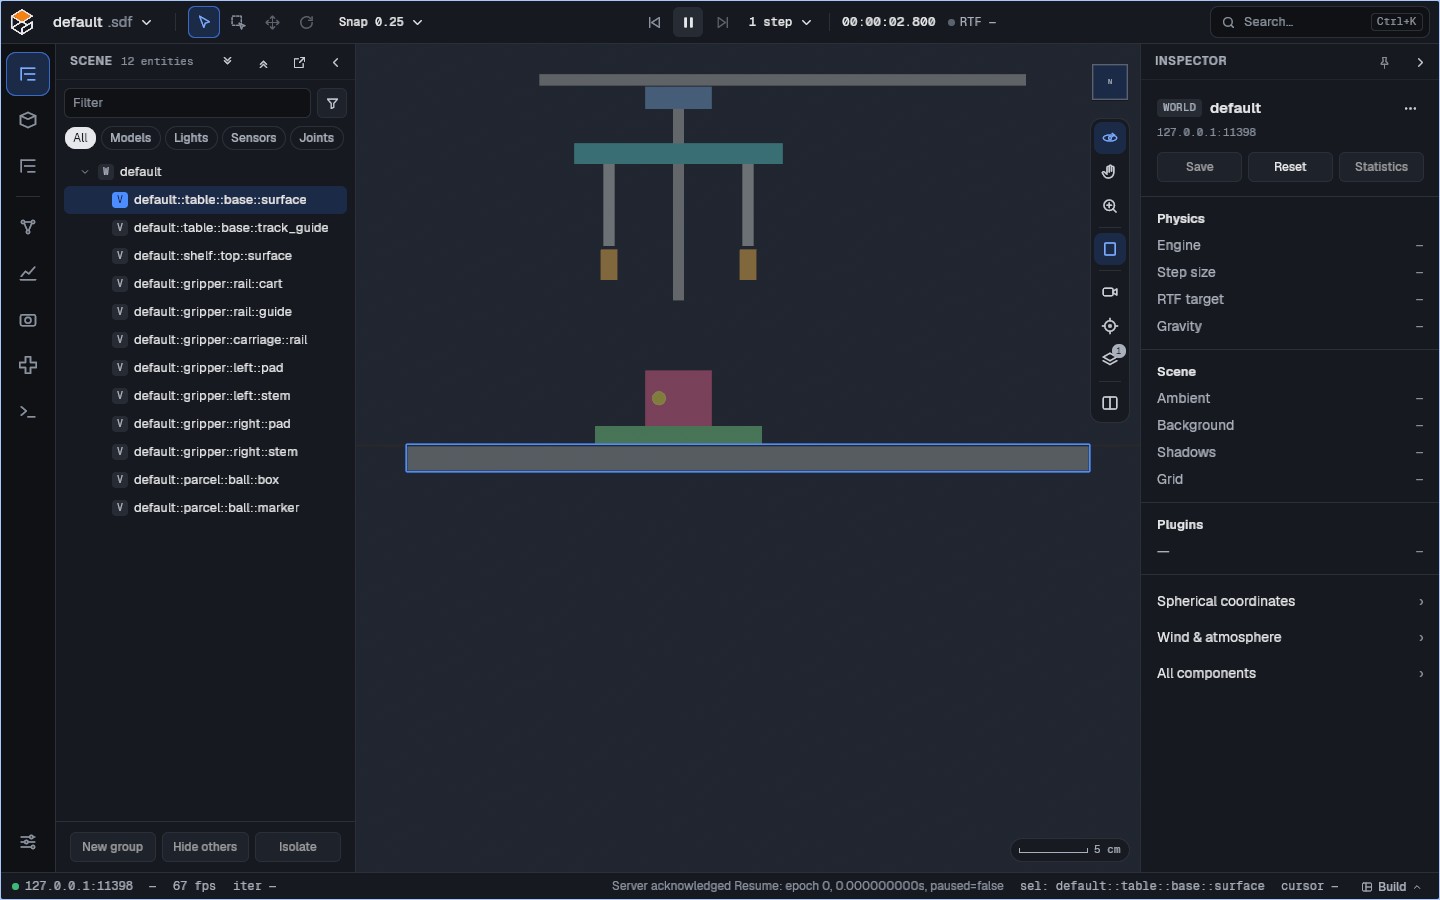 default .sdf
Snap 0.25
1 step
00:00:02.800
RTF –
Search…
Ctrl+K
SCENE 12 entities
Filter
All
Models
Lights
Sensors
Joints
W default
V default::table::base::surface
V default::table::base::track_guide
V default::shelf::top::surface
V default::gripper::rail::cart
V default::gripper::rail::guide
V default::gripper::carriage::rail
V default::gripper::left::pad
V default::gripper::left::stem
V default::gripper::right::pad
V default::gripper::right::stem
V default::parcel::ball::box
V default::parcel::ball::marker
New group
Hide others
Isolate
N
1
5 cm
INSPECTOR
WORLD default
127.0.0.1:11398
Save
Reset
Statistics
Physics
Engine –
Step size –
RTF target –
Gravity –
Scene
Ambient –
Background –
Shadows –
Grid –
Plugins
— –
Spherical coordinates ›
Wind & atmosphere ›
All components ›
127.0.0.1:11398 – 67 fps iter –
Server acknowledged Resume: epoch 0, 0.000000000s, paused=false
sel: default::table::base::surface
cursor –
Build